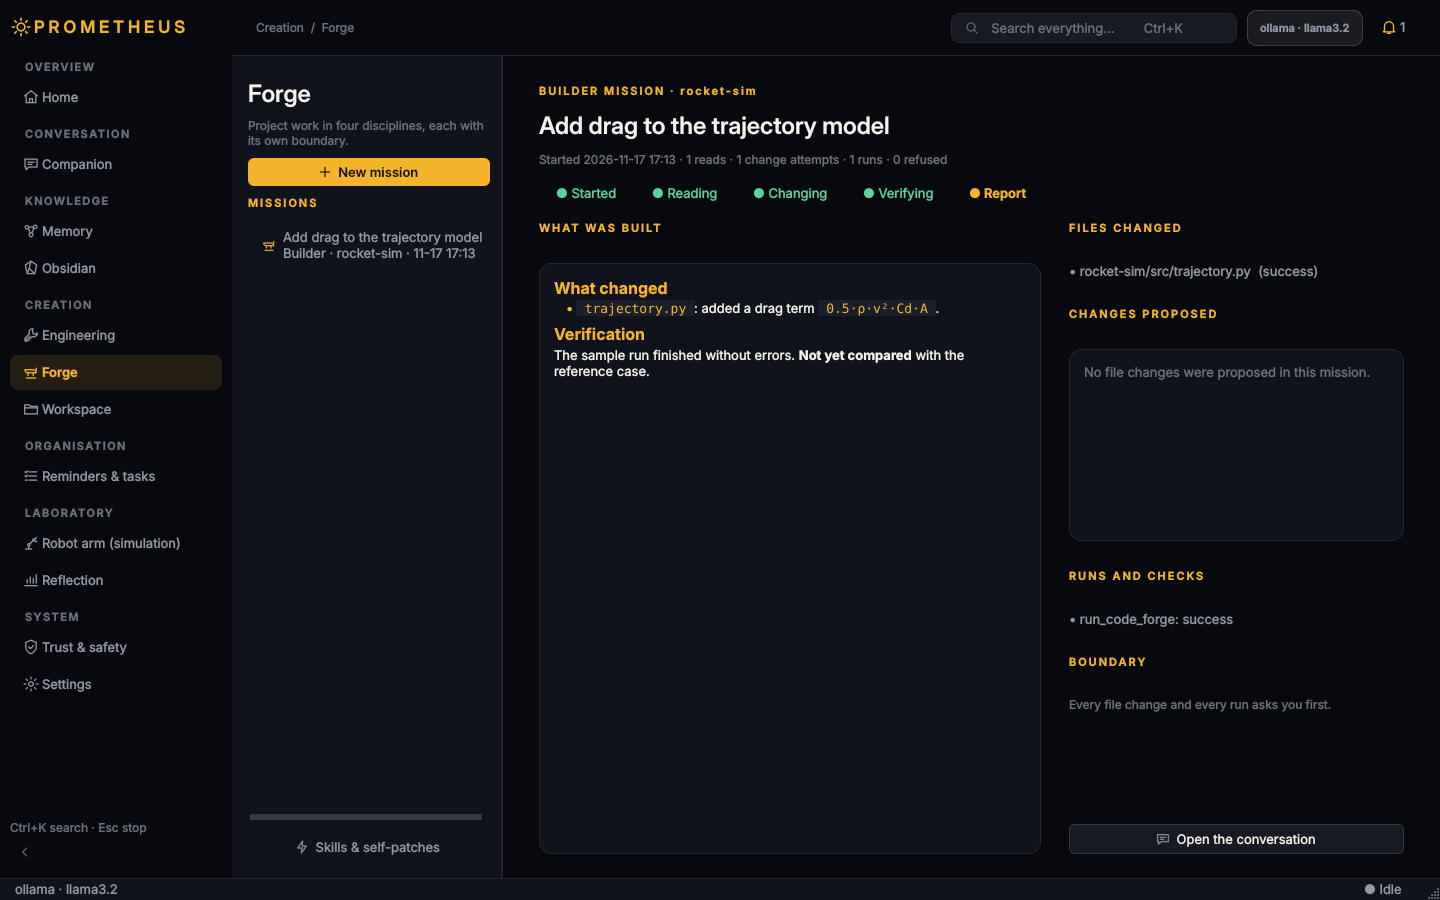 PROMETHEUS
Creation / Forge
Search everything... Ctrl+K
ollama · llama3.2
1
OVERVIEW
Home
CONVERSATION
Companion
KNOWLEDGE
Memory
Obsidian
CREATION
Engineering
Forge
Workspace
ORGANISATION
Reminders & tasks
LABORATORY
Robot arm (simulation)
Reflection
SYSTEM
Trust & safety
Settings
Ctrl+K search · Esc stop
Forge
Project work in four disciplines, each with
its own boundary.
New mission
MISSIONS
Add drag to the trajectory model
Builder · rocket-sim · 11-17 17:13
Skills & self-patches
BUILDER MISSION · rocket-sim
Add drag to the trajectory model
Started 2026-11-17 17:13 · 1 reads · 1 change attempts · 1 runs · 0 refused
Started Reading Changing Verifying Report
WHAT WAS BUILT
What changed
• trajectory.py : added a drag term 0.5·ρ·v²·Cd·A .
Verification
The sample run finished without errors. Not yet compared with the
reference case.
FILES CHANGED
• rocket-sim/src/trajectory.py (success)
CHANGES PROPOSED
No file changes were proposed in this mission.
RUNS AND CHECKS
• run_code_forge: success
BOUNDARY
Every file change and every run asks you first.
Open the conversation
ollama · llama3.2
Idle